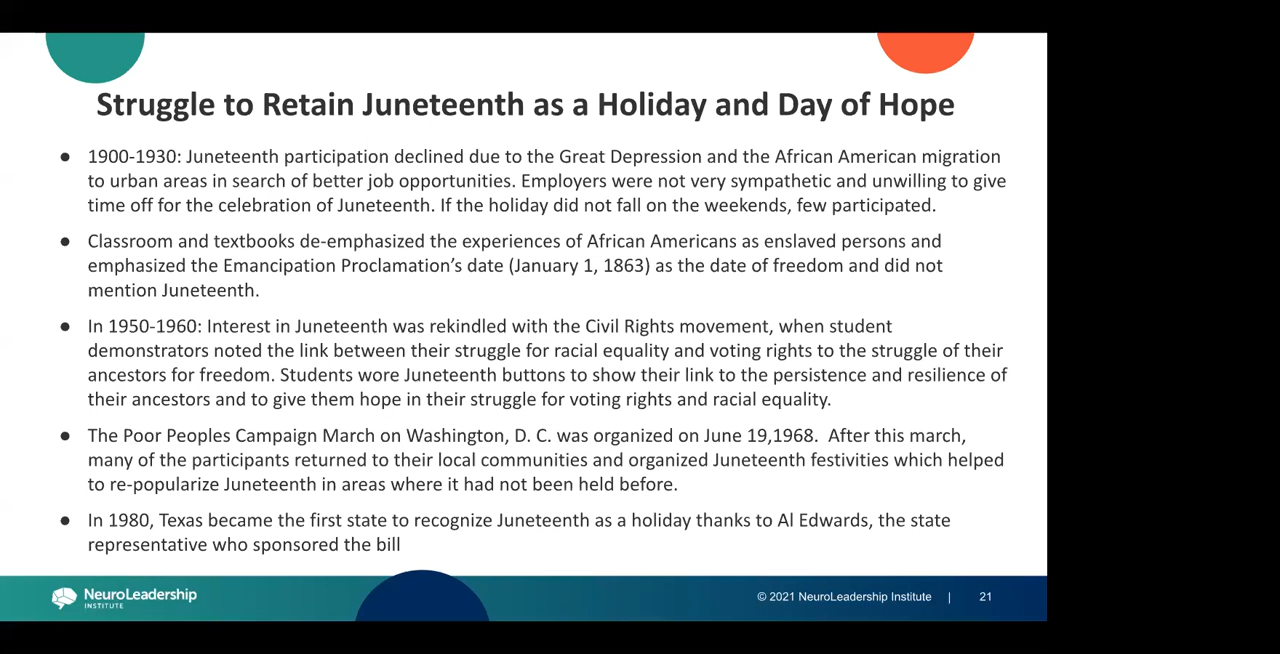 Struggle to Retain Juneteenth as a Holiday and Day of Hope
● 1900-1930: Juneteenth participation declined due to the Great Depression and the African American migration
to urban areas in search of better job opportunities. Employers were not very sympathetic and unwilling to give
time off for the celebration of Juneteenth. If the holiday did not fall on the weekends, few participated.
● Classroom and textbooks de-emphasized the experiences of African Americans as enslaved persons and
emphasized the Emancipation Proclamation’s date (January 1, 1863) as the date of freedom and did not
mention Juneteenth.
● In 1950-1960: Interest in Juneteenth was rekindled with the Civil Rights movement, when student
demonstrators noted the link between their struggle for racial equality and voting rights to the struggle of their
ancestors for freedom. Students wore Juneteenth buttons to show their link to the persistence and resilience of
their ancestors and to give them hope in their struggle for voting rights and racial equality.
● The Poor Peoples Campaign March on Washington, D. C. was organized on June 19,1968.  After this march,
many of the participants returned to their local communities and organized Juneteenth festivities which helped
to re-popularize Juneteenth in areas where it had not been held before.
● In 1980, Texas became the first state to recognize Juneteenth as a holiday thanks to Al Edwards, the state
representative who sponsored the bill
NeuroLeadership
INSTITUTE
© 2021 NeuroLeadership Institute | 21